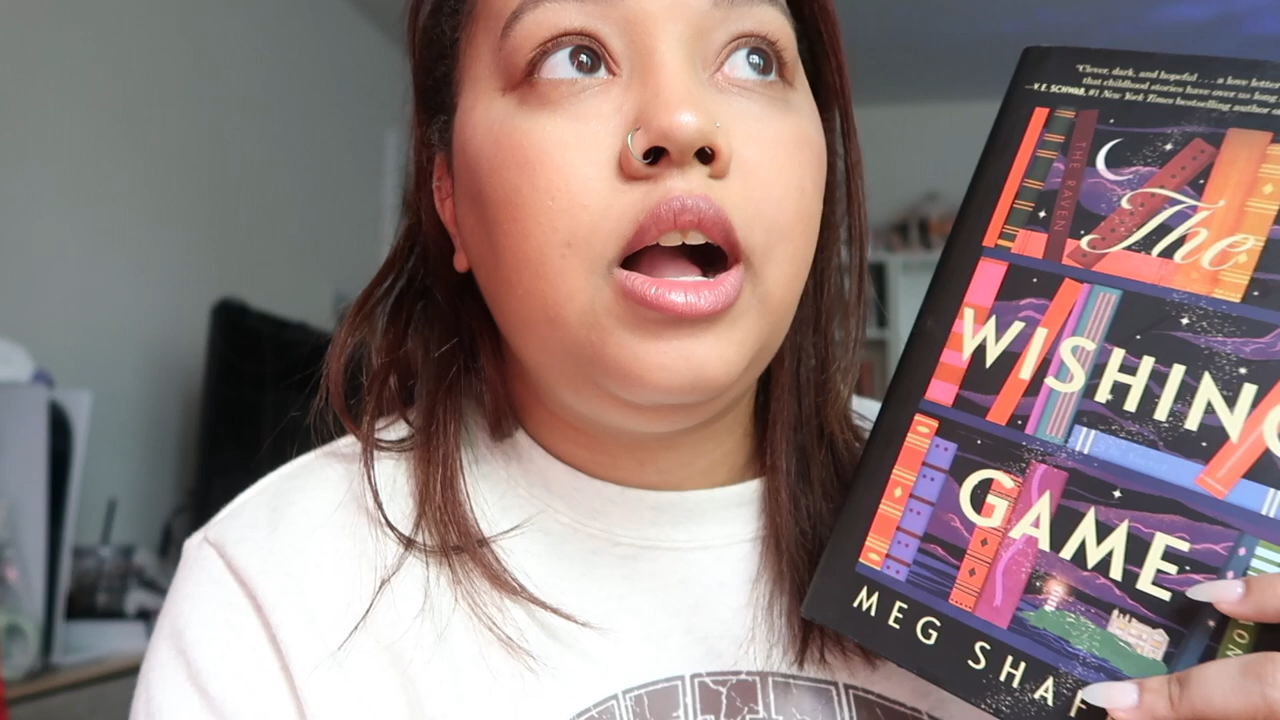 "Clever, dark, and hopeful . . . a love letter
that childhood stories have over us long
—V. E. SCHWAB, #1 New York Times bestselling author
THE RAVEN
The
WISHING
GAME
MEG SHAF